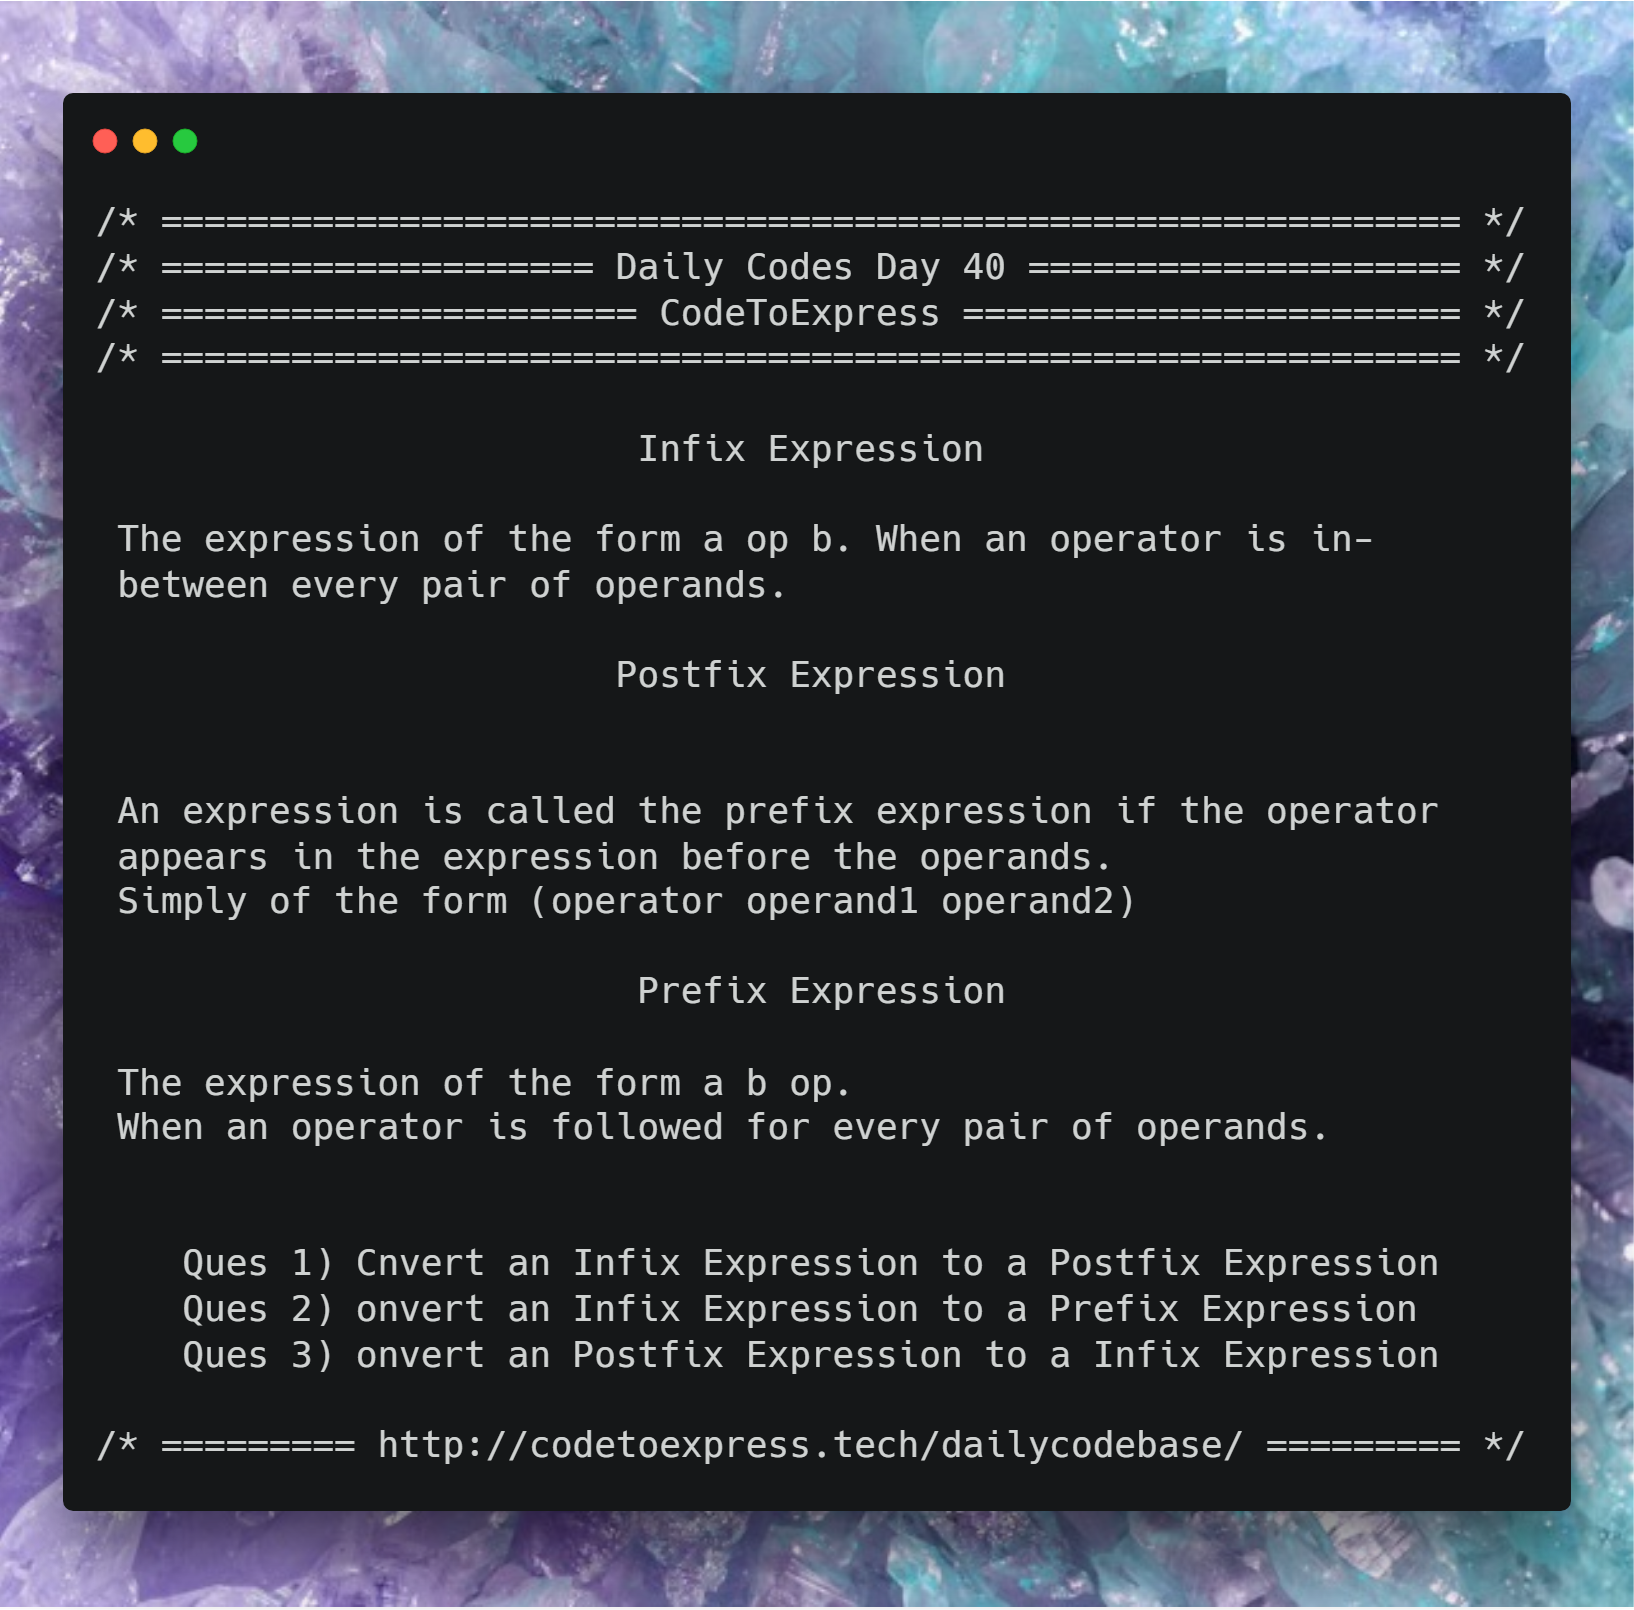 /* ============================================================ */
/* ==================== Daily Codes Day 40 ==================== */
/* ====================== CodeToExpress ======================= */
/* ============================================================ */
Infix Expression
The expression of the form a op b. When an operator is in-
between every pair of operands.
Postfix Expression
An expression is called the prefix expression if the operator
appears in the expression before the operands.
Simply of the form (operator operand1 operand2)
Prefix Expression
The expression of the form a b op.
When an operator is followed for every pair of operands.
Ques 1) Cnvert an Infix Expression to a Postfix Expression
Ques 2) onvert an Infix Expression to a Prefix Expression
Ques 3) onvert an Postfix Expression to a Infix Expression
/* ========= http://codetoexpress.tech/dailycodebase/ ========= */